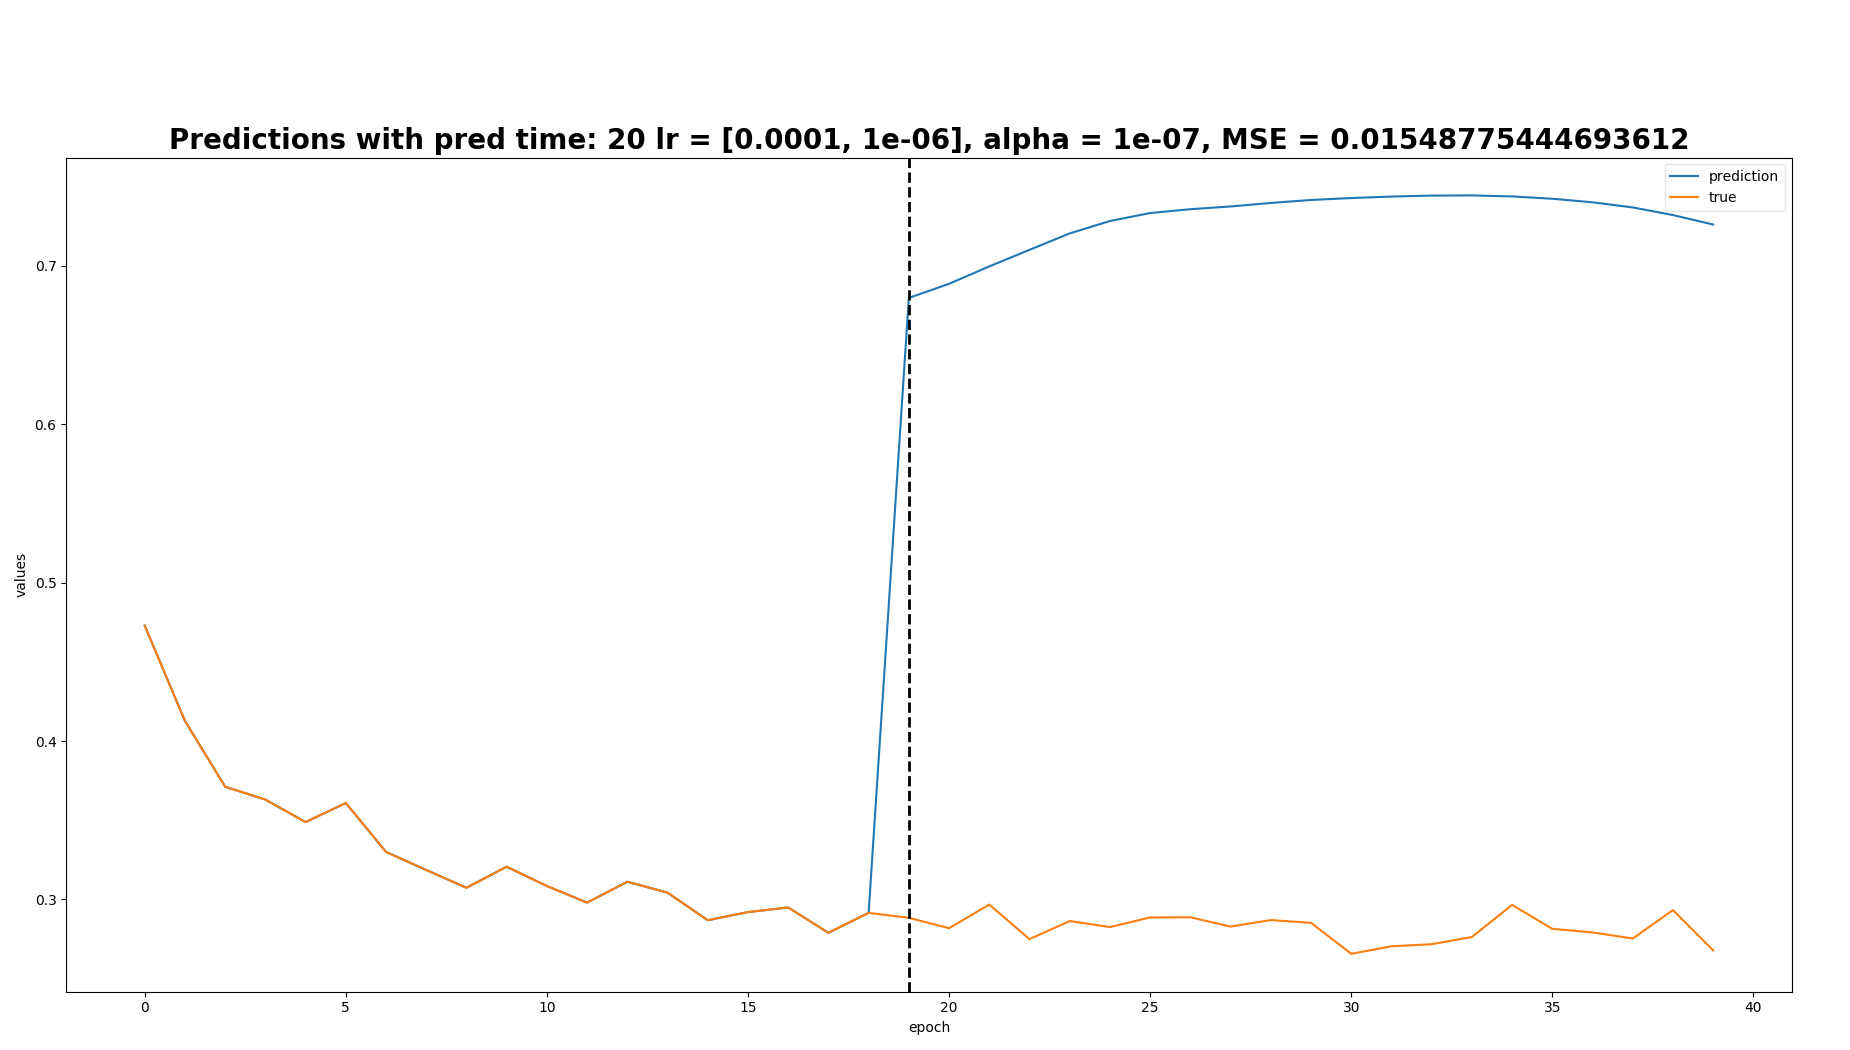 Predictions with pred time: 20 lr = [0.0001, 1e-06], alpha = 1e-07, MSE = 0.01548775444693612
prediction
true
values
0.7
0.6
0.5
0.4
0.3
0
5
10
15
20
25
30
35
40
epoch